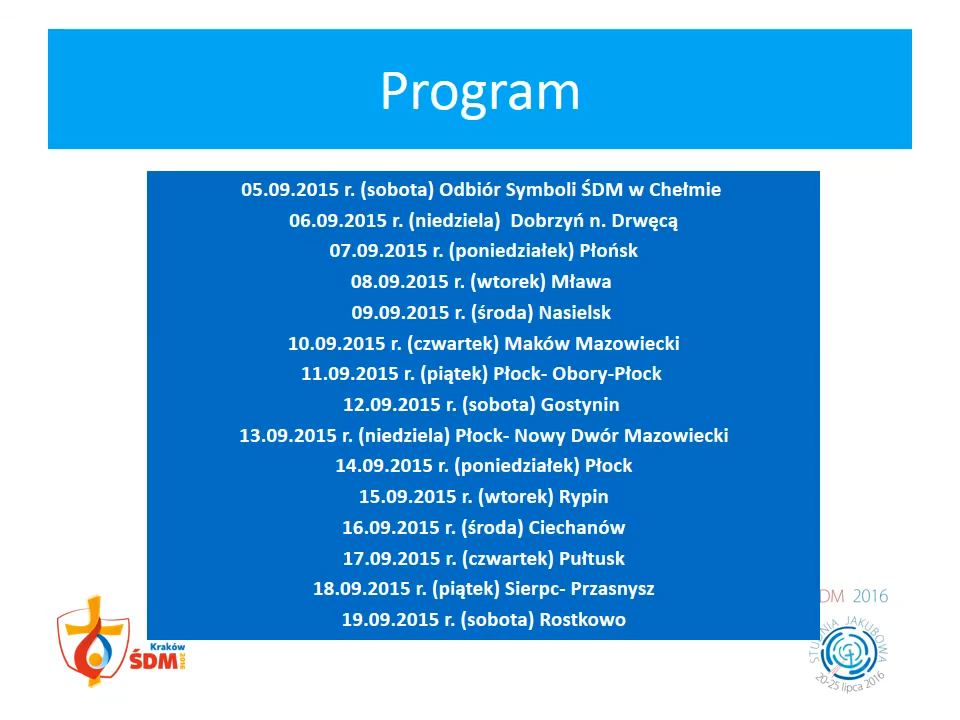 Program
05.09.2015 r. (sobota) Odbiór Symboli ŚDM w Chełmie
06.09.2015 r. (niedziela)  Dobrzyń n. Drwęcą
07.09.2015 r. (poniedziałek) Płońsk
08.09.2015 r. (wtorek) Mława
09.09.2015 r. (środa) Nasielsk
10.09.2015 r. (czwartek) Maków Mazowiecki
11.09.2015 r. (piątek) Płock- Obory-Płock
12.09.2015 r. (sobota) Gostynin
13.09.2015 r. (niedziela) Płock- Nowy Dwór Mazowiecki
14.09.2015 r. (poniedziałek) Płock
15.09.2015 r. (wtorek) Rypin
16.09.2015 r. (środa) Ciechanów
17.09.2015 r. (czwartek) Pułtusk
18.09.2015 r. (piątek) Sierpc- Przasnysz
19.09.2015 r. (sobota) Rostkowo
Kraków
ŚDM 2016
DM 2016
STUDNIA JAKUBOWA
20-25 lipca 2016